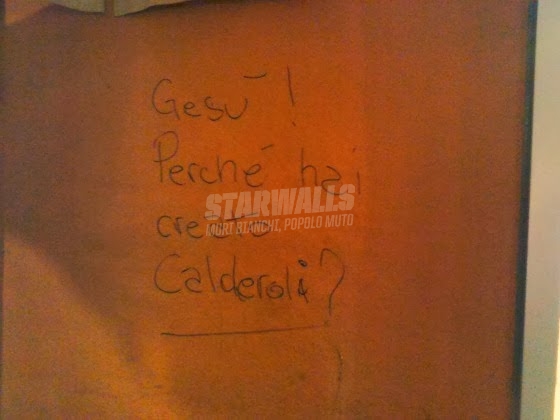 Gesù!
Perché hai
STARWALLS
creato
MURI BIANCHI, POPOLO MUTO
Calderoli?